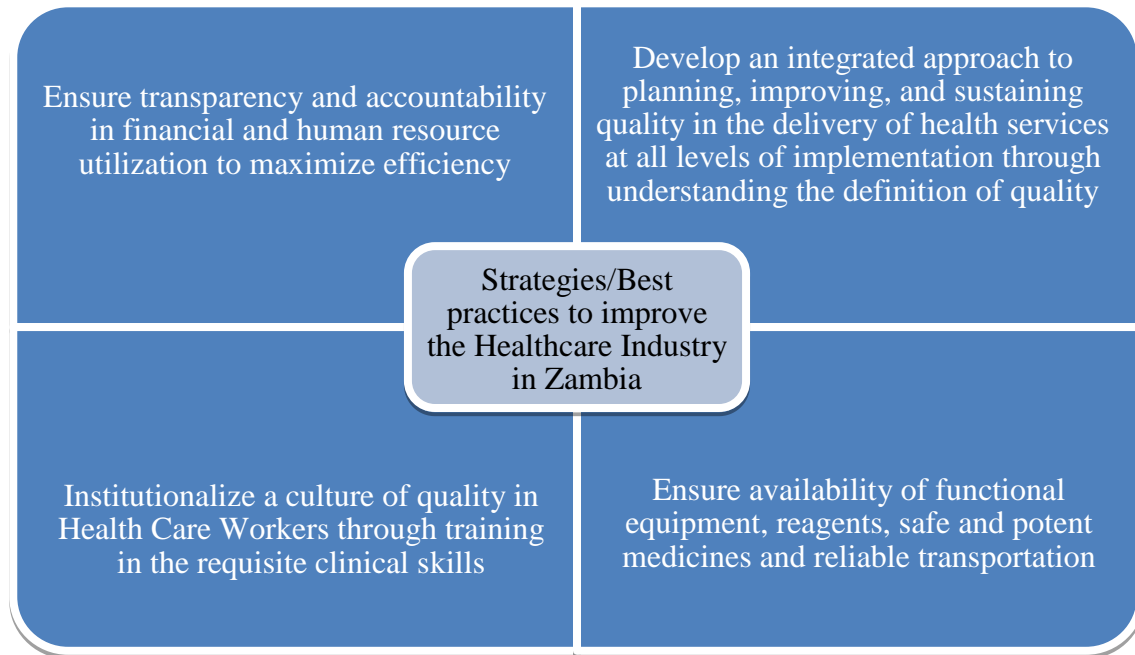 Ensure transparency and accountability
in financial and human resource
utilization to maximize efficiency
Develop an integrated approach to
planning, improving, and sustaining
quality in the delivery of health services
at all levels of implementation through
understanding the definition of quality
Strategies/Best
practices to improve
the Healthcare Industry
in Zambia
Institutionalize a culture of quality in
Health Care Workers through training
in the requisite clinical skills
Ensure availability of functional
equipment, reagents, safe and potent
medicines and reliable transportation